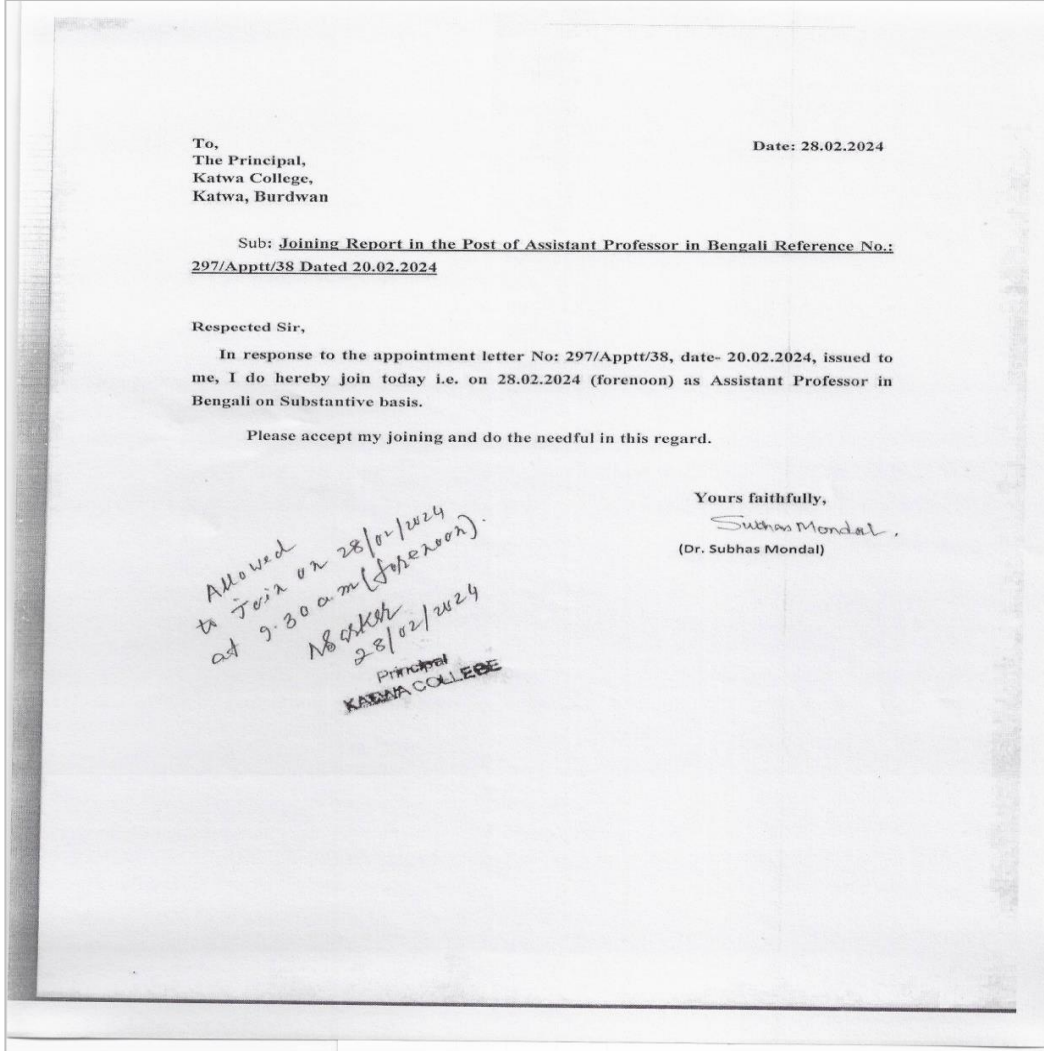 To,
Date: 28.02.2024
The Principal,
Katwa College,
Katwa, Burdwan
Sub: Joining Report in the Post of Assistant Professor in Bengali Reference No.:
297/Apptt/38 Dated 20.02.2024
Respected Sir,
In response to the appointment letter No: 297/Apptt/38, date- 20.02.2024, issued to
me, I do hereby join today i.e. on 28.02.2024 (forenoon) as Assistant Professor in
Bengali on Substantive basis.
Please accept my joining and do the needful in this regard.
Yours faithfully,
Subhas Mondal.
(Dr. Subhas Mondal)
Allowed
to Join on 28/02/2024
at 9.30 a.m (forenoon).
28/02/2024
Principal
KATWA COLLEGE